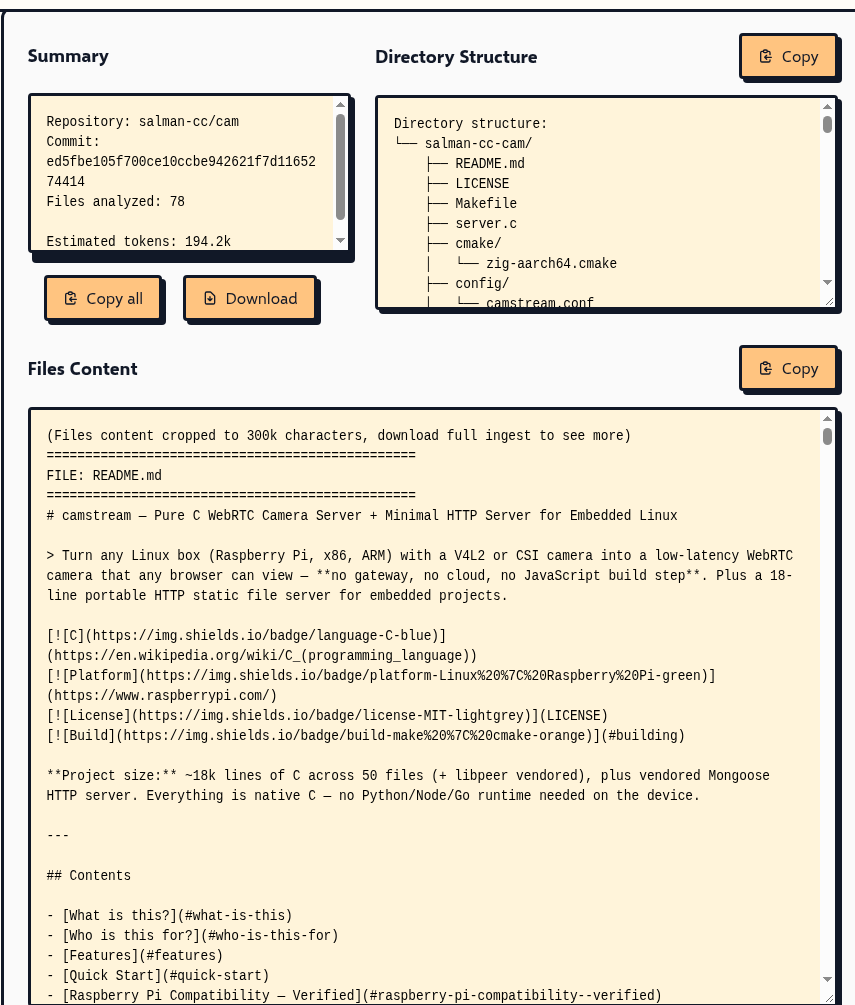 Summary
Directory Structure
Copy
Repository: salman-cc/cam
Commit:
ed5fbe105f700ce10ccbe942621f7d11652
74414
Files analyzed: 78
Estimated tokens: 194.2k
Copy all
Download
Directory structure:
└── salman-cc-cam/
    ├── README.md
    ├── LICENSE
    ├── Makefile
    ├── server.c
    ├── cmake/
    │   └── zig-aarch64.cmake
    ├── config/
    │   └── camstream.conf
Files Content
Copy
(Files content cropped to 300k characters, download full ingest to see more)
================================================
FILE: README.md
================================================
# camstream — Pure C WebRTC Camera Server + Minimal HTTP Server for Embedded Linux
> Turn any Linux box (Raspberry Pi, x86, ARM) with a V4L2 or CSI camera into a low-latency WebRTC
camera that any browser can view — **no gateway, no cloud, no JavaScript build step**. Plus a 18-
line portable HTTP static file server for embedded projects.
[![C](https://img.shields.io/badge/language-C-blue)]
(https://en.wikipedia.org/wiki/C_(programming_language))
[![Platform](https://img.shields.io/badge/platform-Linux%20%7C%20Raspberry%20Pi-green)]
(https://www.raspberrypi.com/)
[![License](https://img.shields.io/badge/license-MIT-lightgrey)](LICENSE)
[![Build](https://img.shields.io/badge/build-make%20%7C%20cmake-orange)](#building)
**Project size:** ~18k lines of C across 50 files (+ libpeer vendored), plus vendored Mongoose
HTTP server. Everything is native C — no Python/Node/Go runtime needed on the device.
---
## Contents
- [What is this?](#what-is-this)
- [Who is this for?](#who-is-this-for)
- [Features](#features)
- [Quick Start](#quick-start)
- [Raspberry Pi Compatibility — Verified](#raspberry-pi-compatibility--verified)